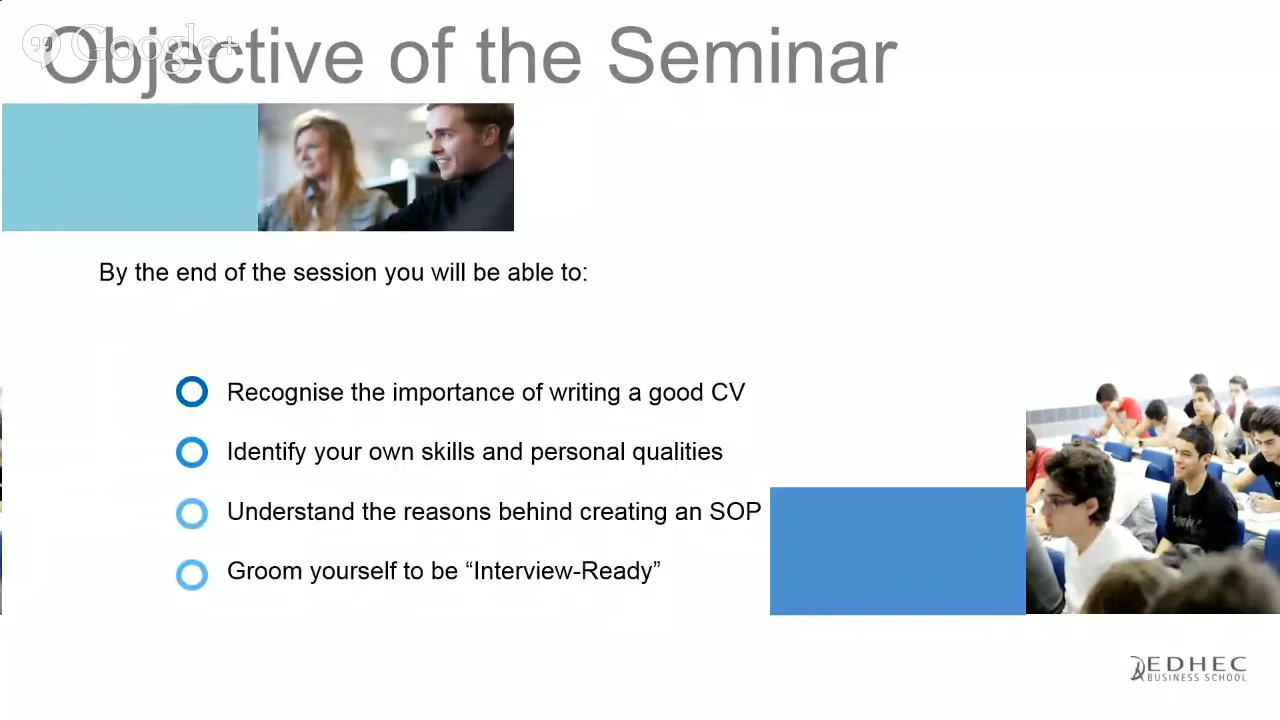 Google+
Objective of the Seminar
By the end of the session you will be able to:
Recognise the importance of writing a good CV
Identify your own skills and personal qualities
Understand the reasons behind creating an SOP
Groom yourself to be “Interview-Ready”
EDHEC
BUSINESS SCHOOL